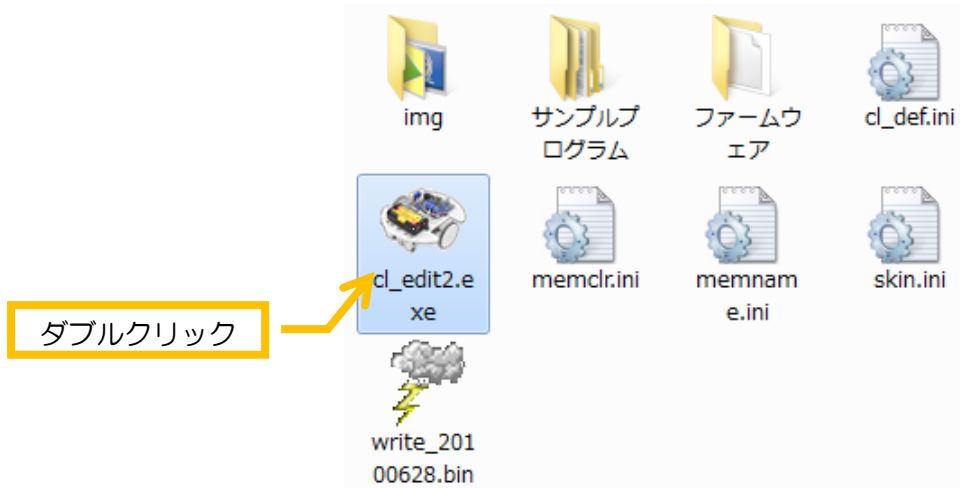 img
サンプルプ
ログラム
ファームウ
ェア
cl_def.ini
cl_edit2.e
xe
memclr.ini
memnam
e.ini
skin.ini
ダブルクリック
write_201
00628.bin